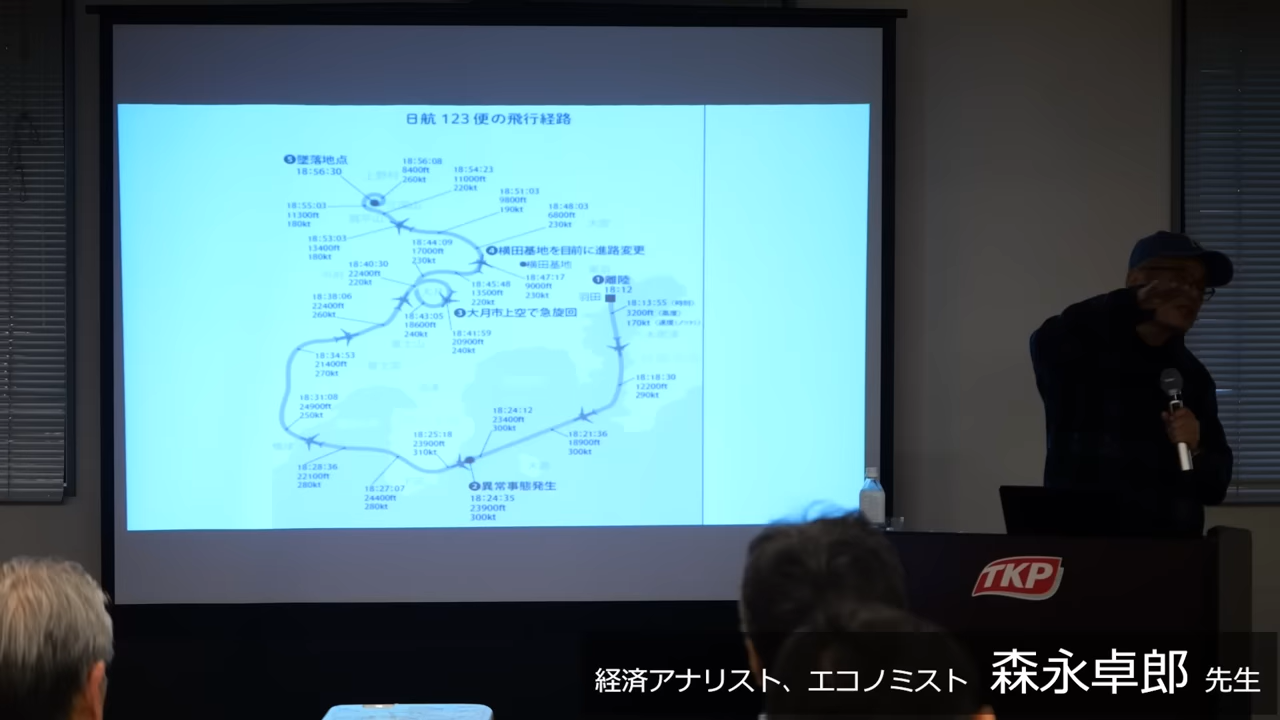 日航 123 便の飛行経路
❺墜落地点
18:56:30
18:56:08
8400ft
260kt
18:54:23
11000ft
220kt
18:51:03
9800ft
190kt
18:48:03
6800ft
230kt
18:55:03
11300ft
180kt
18:53:03
13400ft
180kt
18:44:09
17000ft
230kt
❹横田基地を目前に進路変更
●横田基地
18:47:17
9000ft
230kt
18:45:48
13500ft
220kt
18:40:30
22400ft
220kt
❶離陸
18:12
羽田
18:13:55 (時刻)
3200ft (高度)
170kt
18:38:06
22400ft
260kt
18:43:05
18600ft
240kt
❸大月市上空で急旋回
18:41:59
20900ft
240kt
18:34:53
21400ft
270kt
18:18:30
12200ft
290kt
18:31:08
24900ft
250kt
18:24:12
23400ft
300kt
18:25:18
23900ft
310kt
18:21:36
18900ft
300kt
18:28:36
22100ft
280kt
18:27:07
24400ft
280kt
❷異常事態発生
18:24:35
23900ft
300kt
TKP
経済アナリスト、エコノミスト 森永卓郎 先生